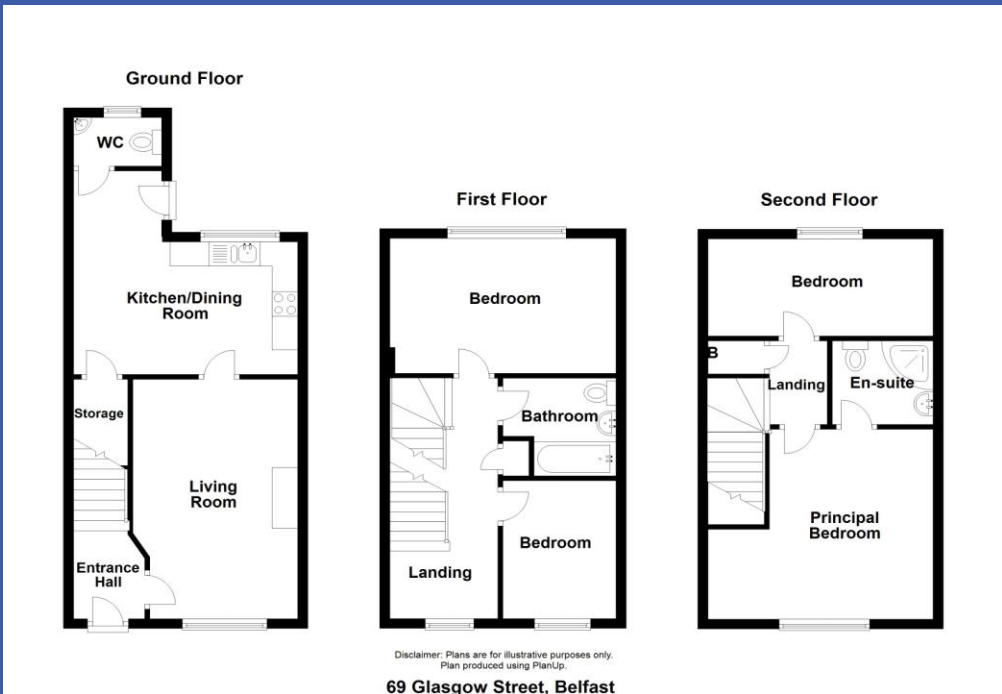 Ground Floor
WC
Kitchen/Dining
Room
Storage
Living
Room
Entrance
Hall
First Floor
Bedroom
Bathroom
Bedroom
Landing
Second Floor
Bedroom
B
Landing
En-suite
Principal
Bedroom
Disclaimer: Plans are for illustrative purposes only.
Plan produced using PlanUp.
69 Glasgow Street, Belfast